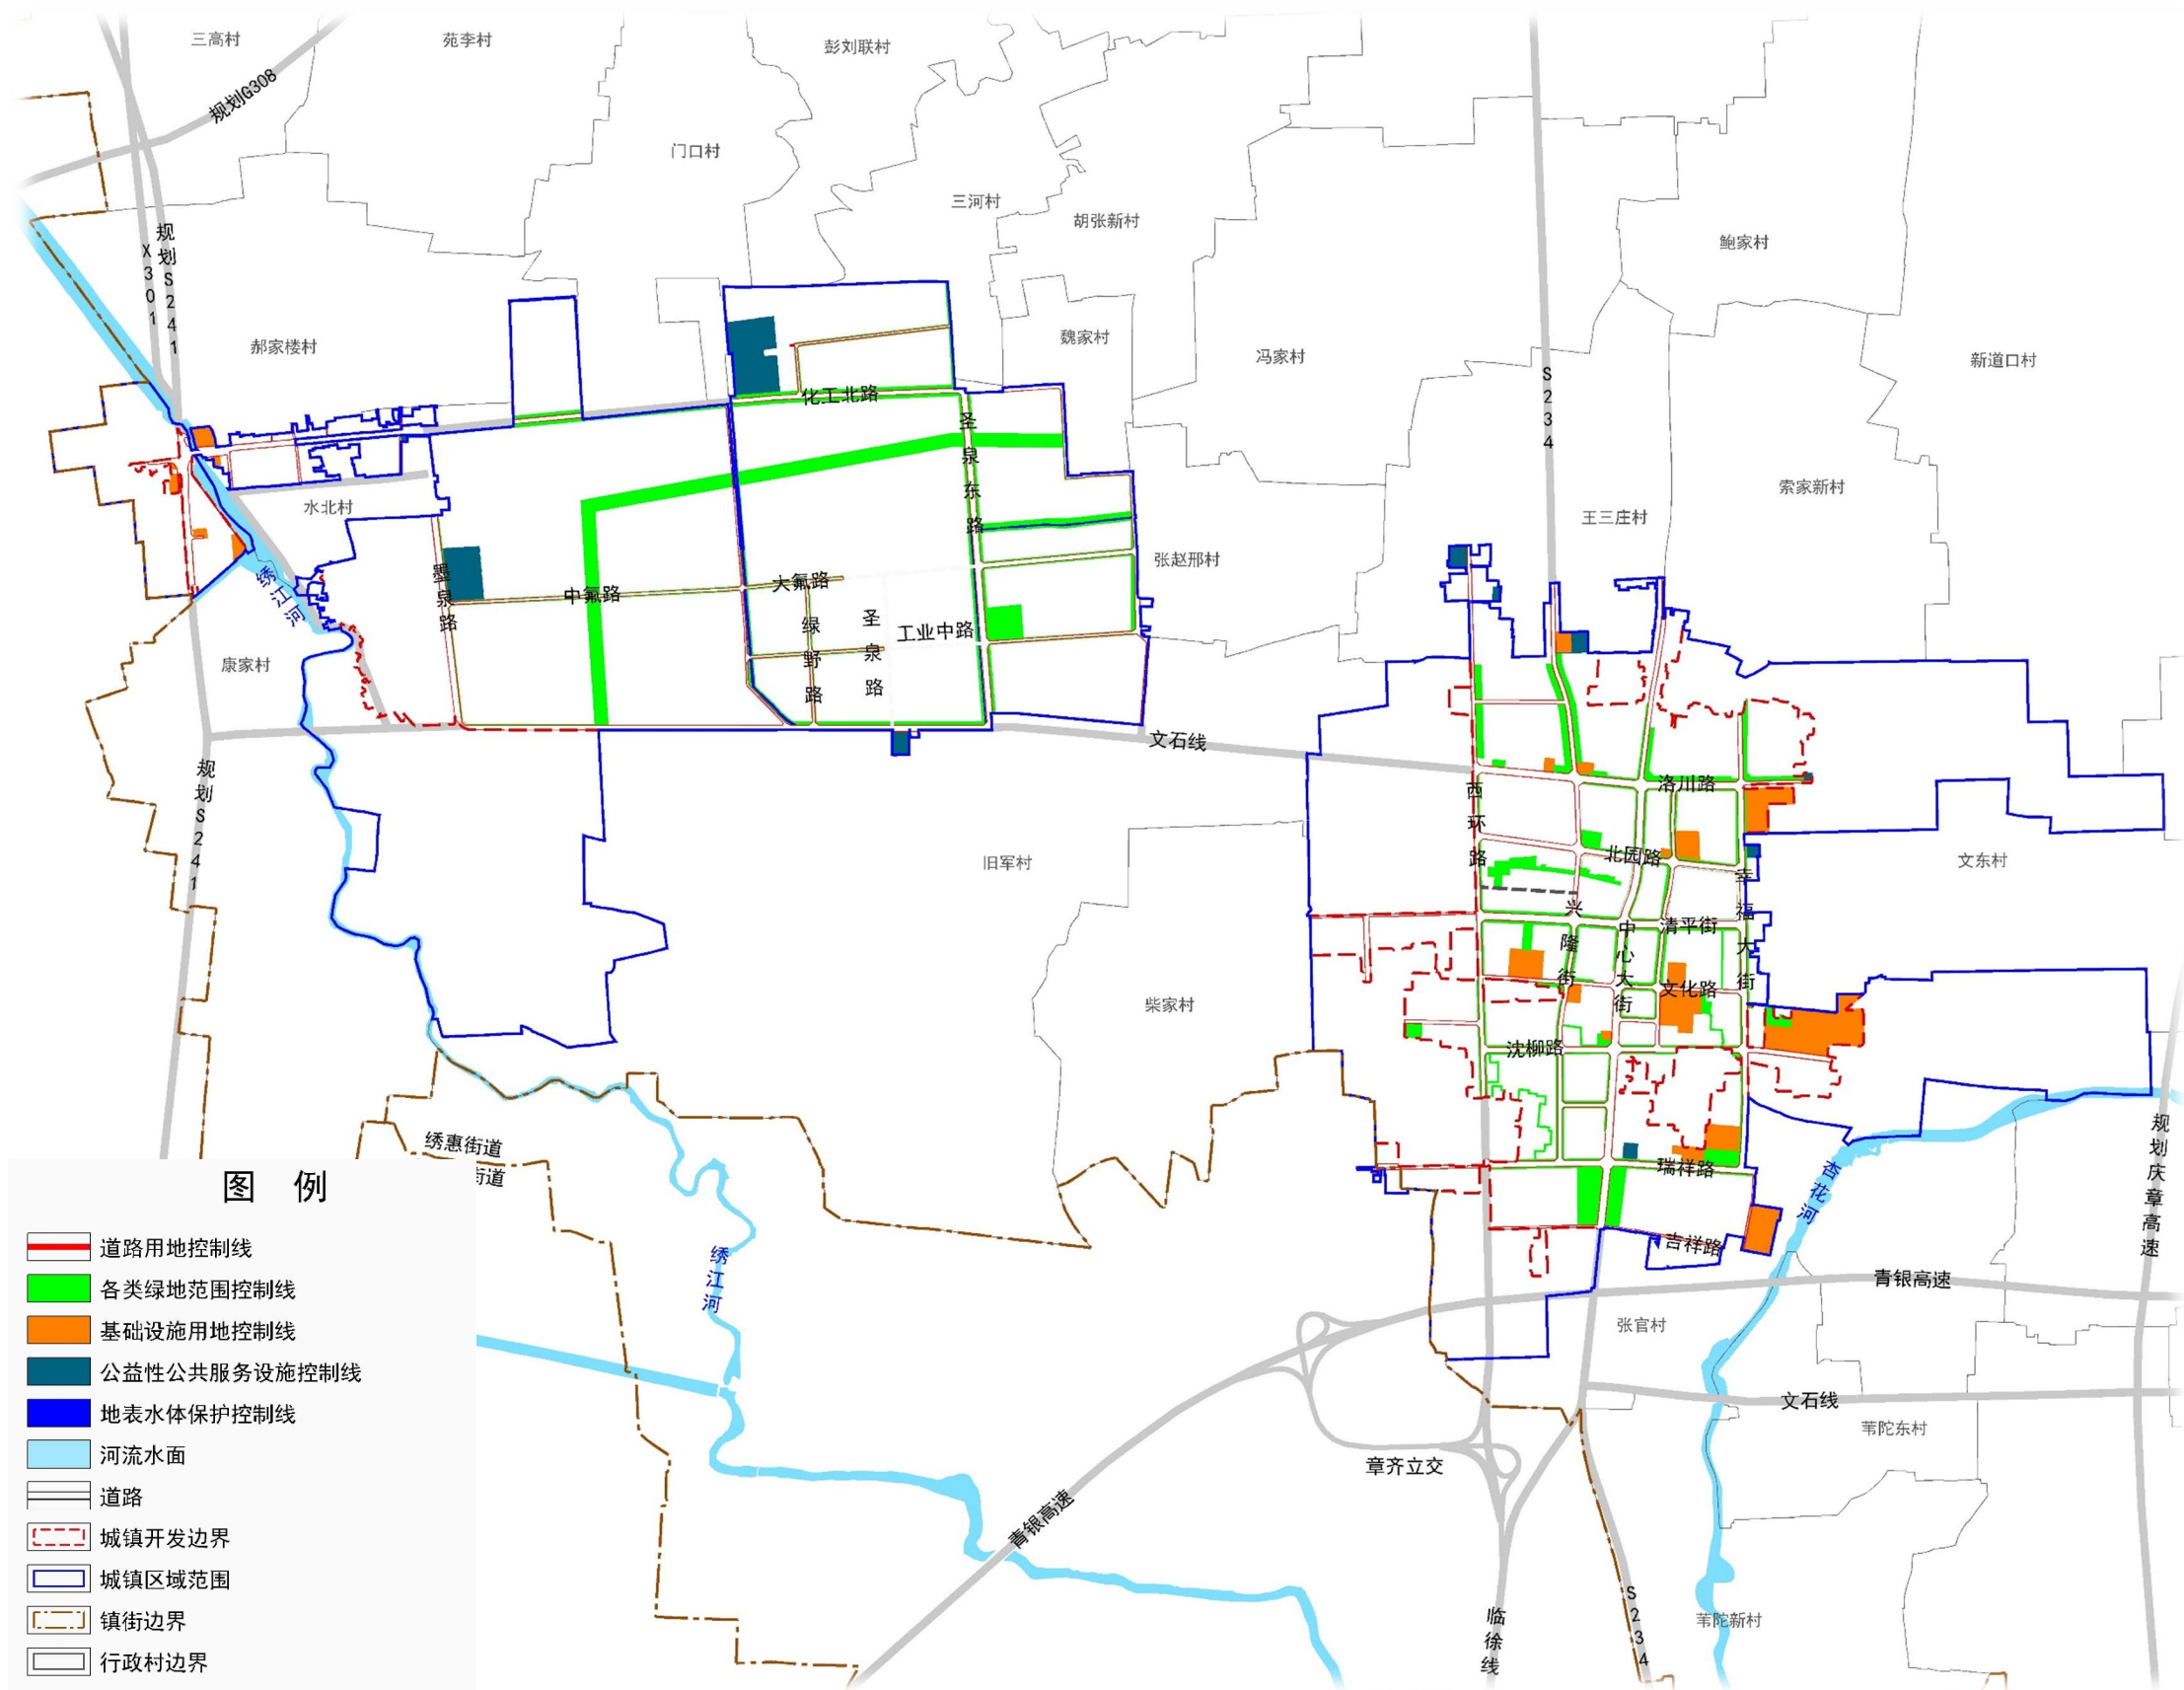 三高村
苑李村
彭刘联村
规划G308
门口村
三河村
胡张新村
鲍家村
规划S241
X301
郝家楼村
魏家村
冯家村
新道口村
S234
化工北路
圣泉东路
水北村
索家新村
王三庄村
张赵邢村
绣江河
墨泉路
中氟路
大氟路
绿野路
圣泉路
工业中路
康家村
文石线
规划S241
西环路
洛川路
旧军村
北园路
文东村
幸福大街
兴隆街
中心大街
清平街
文化路
柴家村
沈柳路
绣惠街道
街道
瑞祥路
杏花河
规划庆章高速
绣江河
吉祥路
青银高速
张官村
文石线
苇陀东村
章齐立交
青银高速
临徐线
S234
苇陀新村
图 例
道路用地控制线
各类绿地范围控制线
基础设施用地控制线
公益性公共服务设施控制线
地表水体保护控制线
河流水面
道路
城镇开发边界
城镇区域范围
镇街边界
行政村边界